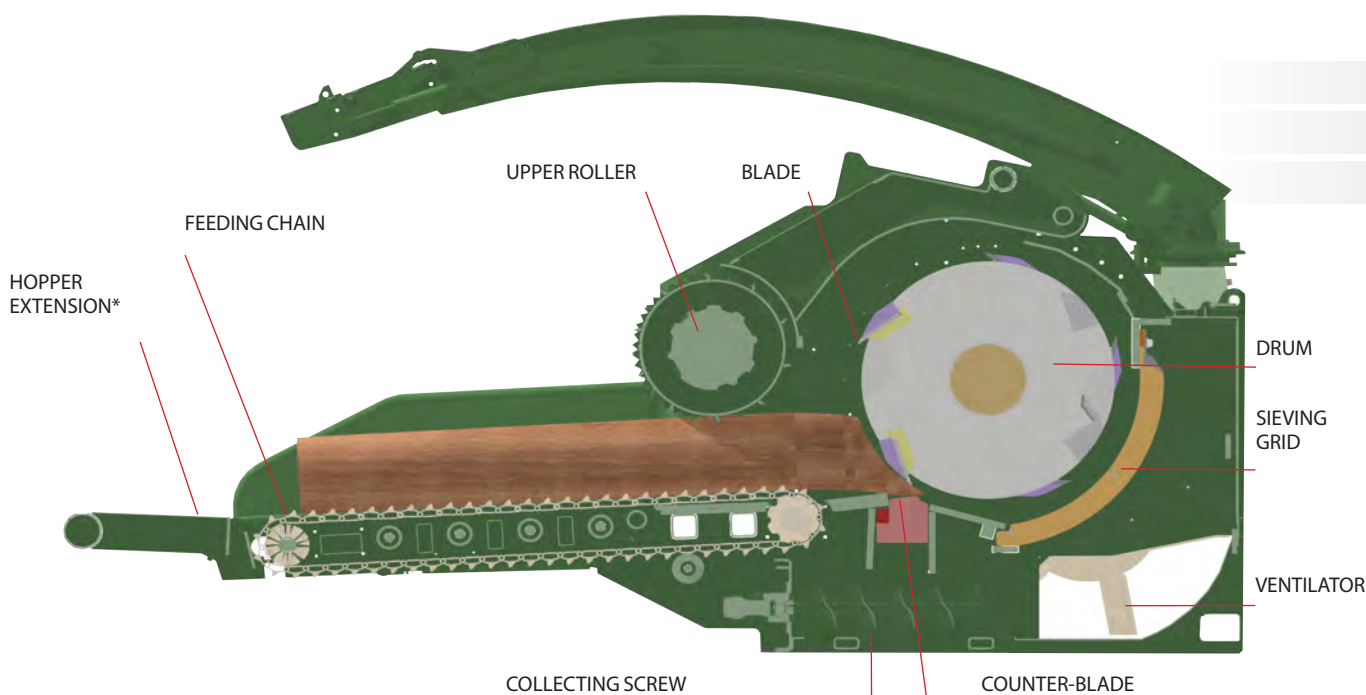 UPPER ROLLER
BLADE
FEEDING CHAIN
HOPPER
EXTENSION*
DRUM
SIEVING
GRID
VENTILATOR
COLLECTING SCREW
COUNTER-BLADE